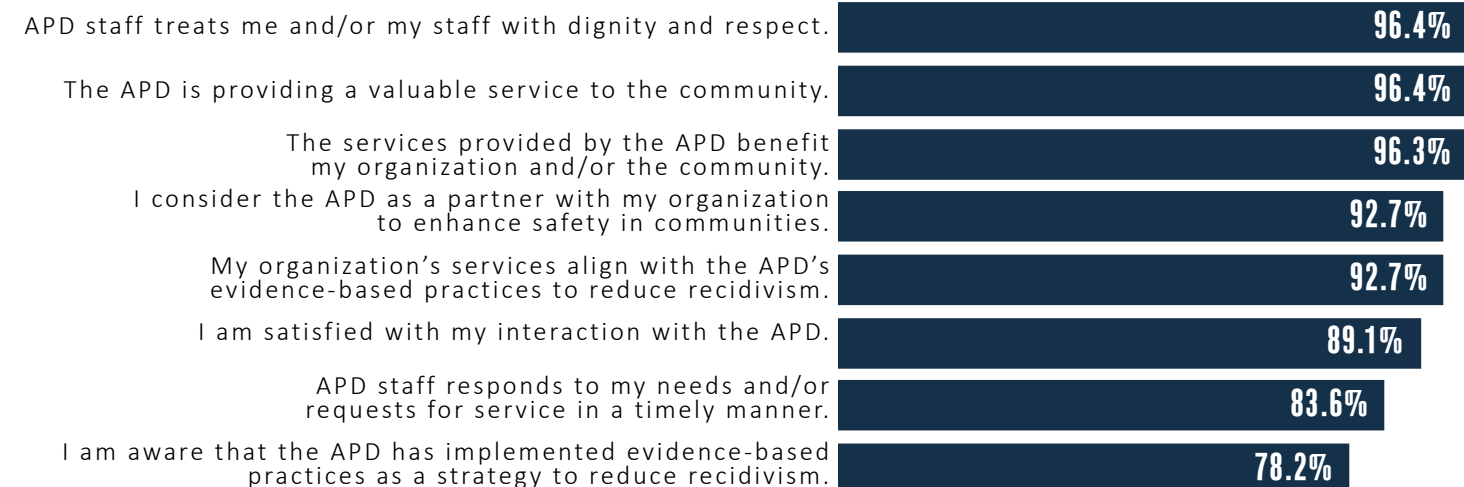 APD staff treats me and/or my staff with dignity and respect. 96.4%
The APD is providing a valuable service to the community. 96.4%
The services provided by the APD benefit
my organization and/or the community. 96.3%
I consider the APD as a partner with my organization
to enhance safety in communities. 92.7%
My organization’s services align with the APD’s
evidence-based practices to reduce recidivism. 92.7%
I am satisfied with my interaction with the APD. 89.1%
APD staff responds to my needs and/or
requests for service in a timely manner. 83.6%
I am aware that the APD has implemented evidence-based
practices as a strategy to reduce recidivism. 78.2%